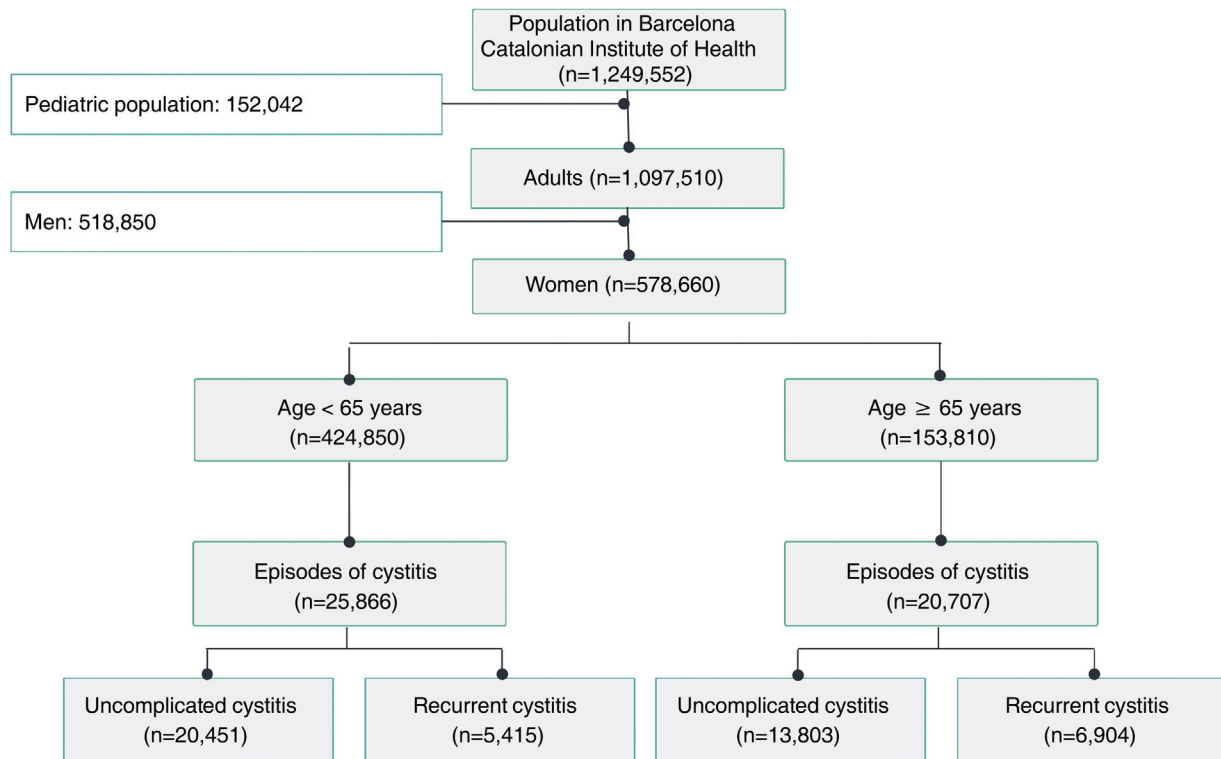 Population in Barcelona
Catalonian Institute of Health
(n=1,249,552)
Pediatric population: 152,042
Adults (n=1,097,510)
Men: 518,850
Women (n=578,660)
Age < 65 years
(n=424,850)
Age ≥ 65 years
(n=153,810)
Episodes of cystitis
(n=25,866)
Episodes of cystitis
(n=20,707)
Uncomplicated cystitis
(n=20,451)
Recurrent cystitis
(n=5,415)
Uncomplicated cystitis
(n=13,803)
Recurrent cystitis
(n=6,904)